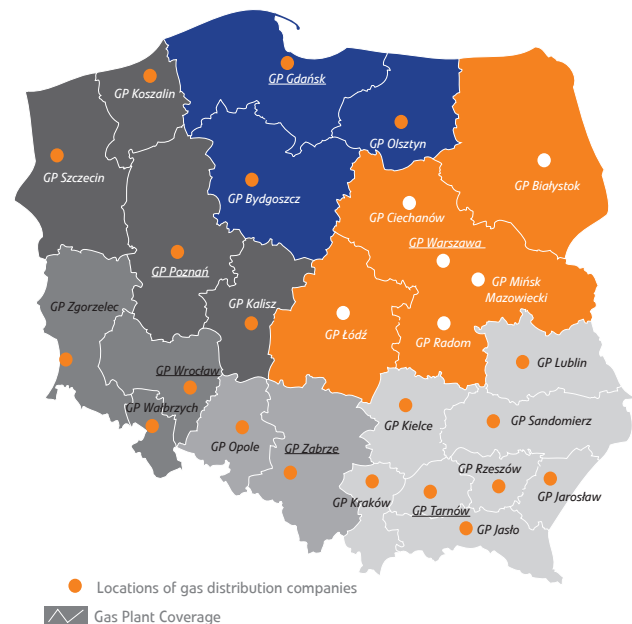 GP Gdańsk
GP Koszalin
GP Olsztyn
GP Szczecin
GP Bydgoszcz
GP Białystok
GP Ciechanów
GP Warszawa
GP Poznań
GP Mińsk
Mazowiecki
GP Kalisz
GP Zgorzelec
GP Łódź
GP Radom
GP Lublin
GP Wrocław
GP Wałbrzych
GP Sandomierz
GP Kielce
GP Opole
GP Zabrze
GP Rzeszów
GP Jarosław
GP Kraków
GP Tarnów
GP Jasło
Locations of gas distribution companies
Gas Plant Coverage